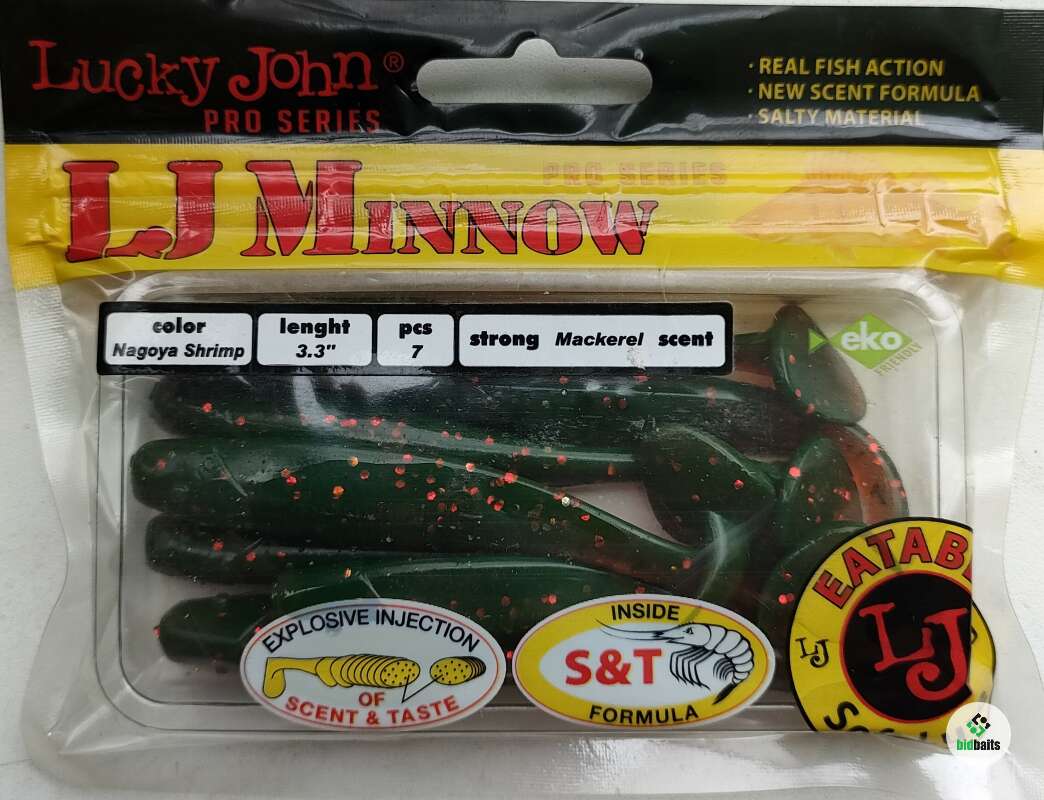 Lucky John®
PRO SERIES
· REAL FISH ACTION
· NEW SCENT FORMULA
· SALTY MATERIAL
PRO SERIES
LJ MINNOW
color
Nagoya Shrimp
lenght
3.3"
pcs
7
strong Mackerel scent
eko
FRIENDLY
EXPLOSIVE INJECTION
OF
SCENT & TASTE
INSIDE
S&T
FORMULA
EATAB
LJ
LJ
bidbaits